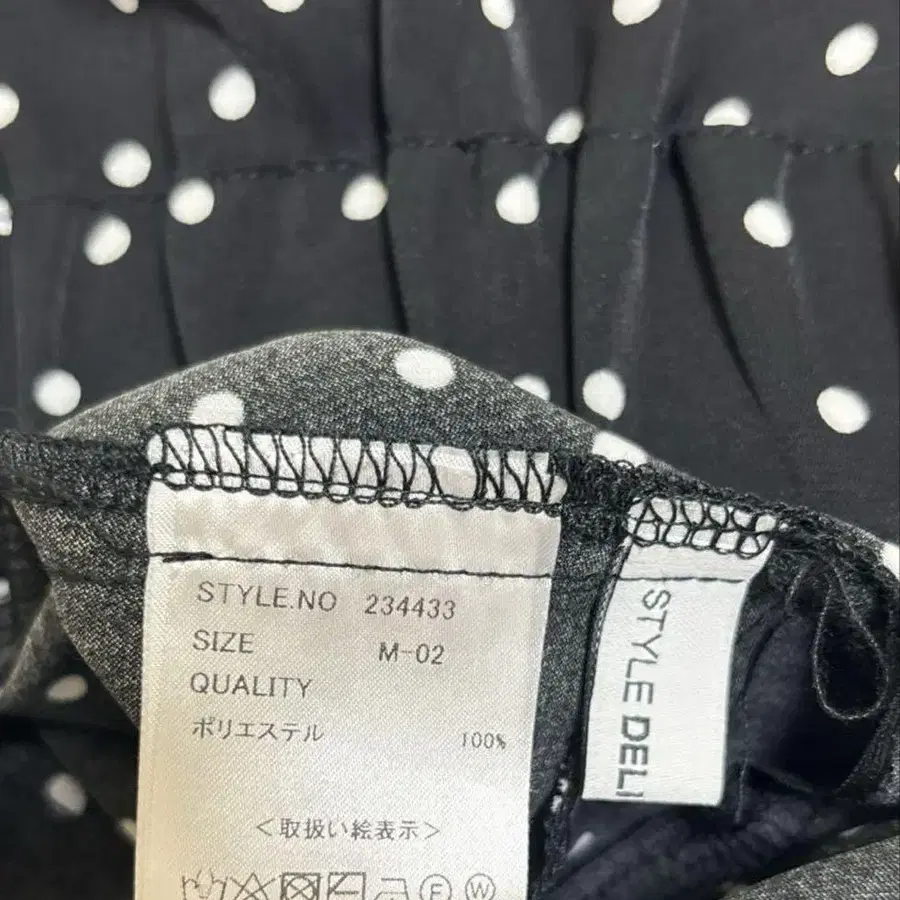 STYLE.NO 234433
SIZE M-02
QUALITY
ポリエステル 100%
＜取扱い絵表示＞
F W
STYLE DELI